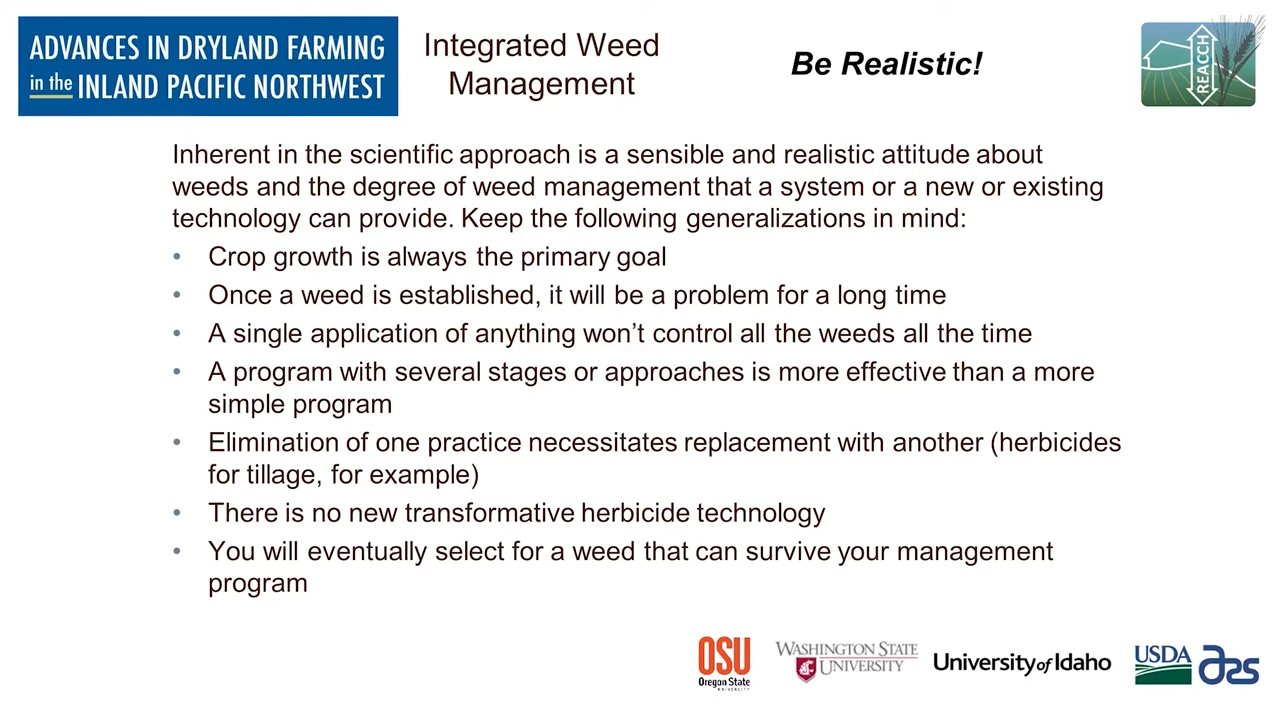 ADVANCES IN DRYLAND FARMING
in the INLAND PACIFIC NORTHWEST
Integrated Weed
Management
Be Realistic!
REACCH
Inherent in the scientific approach is a sensible and realistic attitude about
weeds and the degree of weed management that a system or a new or existing
technology can provide. Keep the following generalizations in mind:
• Crop growth is always the primary goal
• Once a weed is established, it will be a problem for a long time
• A single application of anything won’t control all the weeds all the time
• A program with several stages or approaches is more effective than a more
simple program
• Elimination of one practice necessitates replacement with another (herbicides
for tillage, for example)
• There is no new transformative herbicide technology
• You will eventually select for a weed that can survive your management
program
OSU
Oregon State
UNIVERSITY
WASHINGTON STATE
UNIVERSITY
University of Idaho
USDA
ars